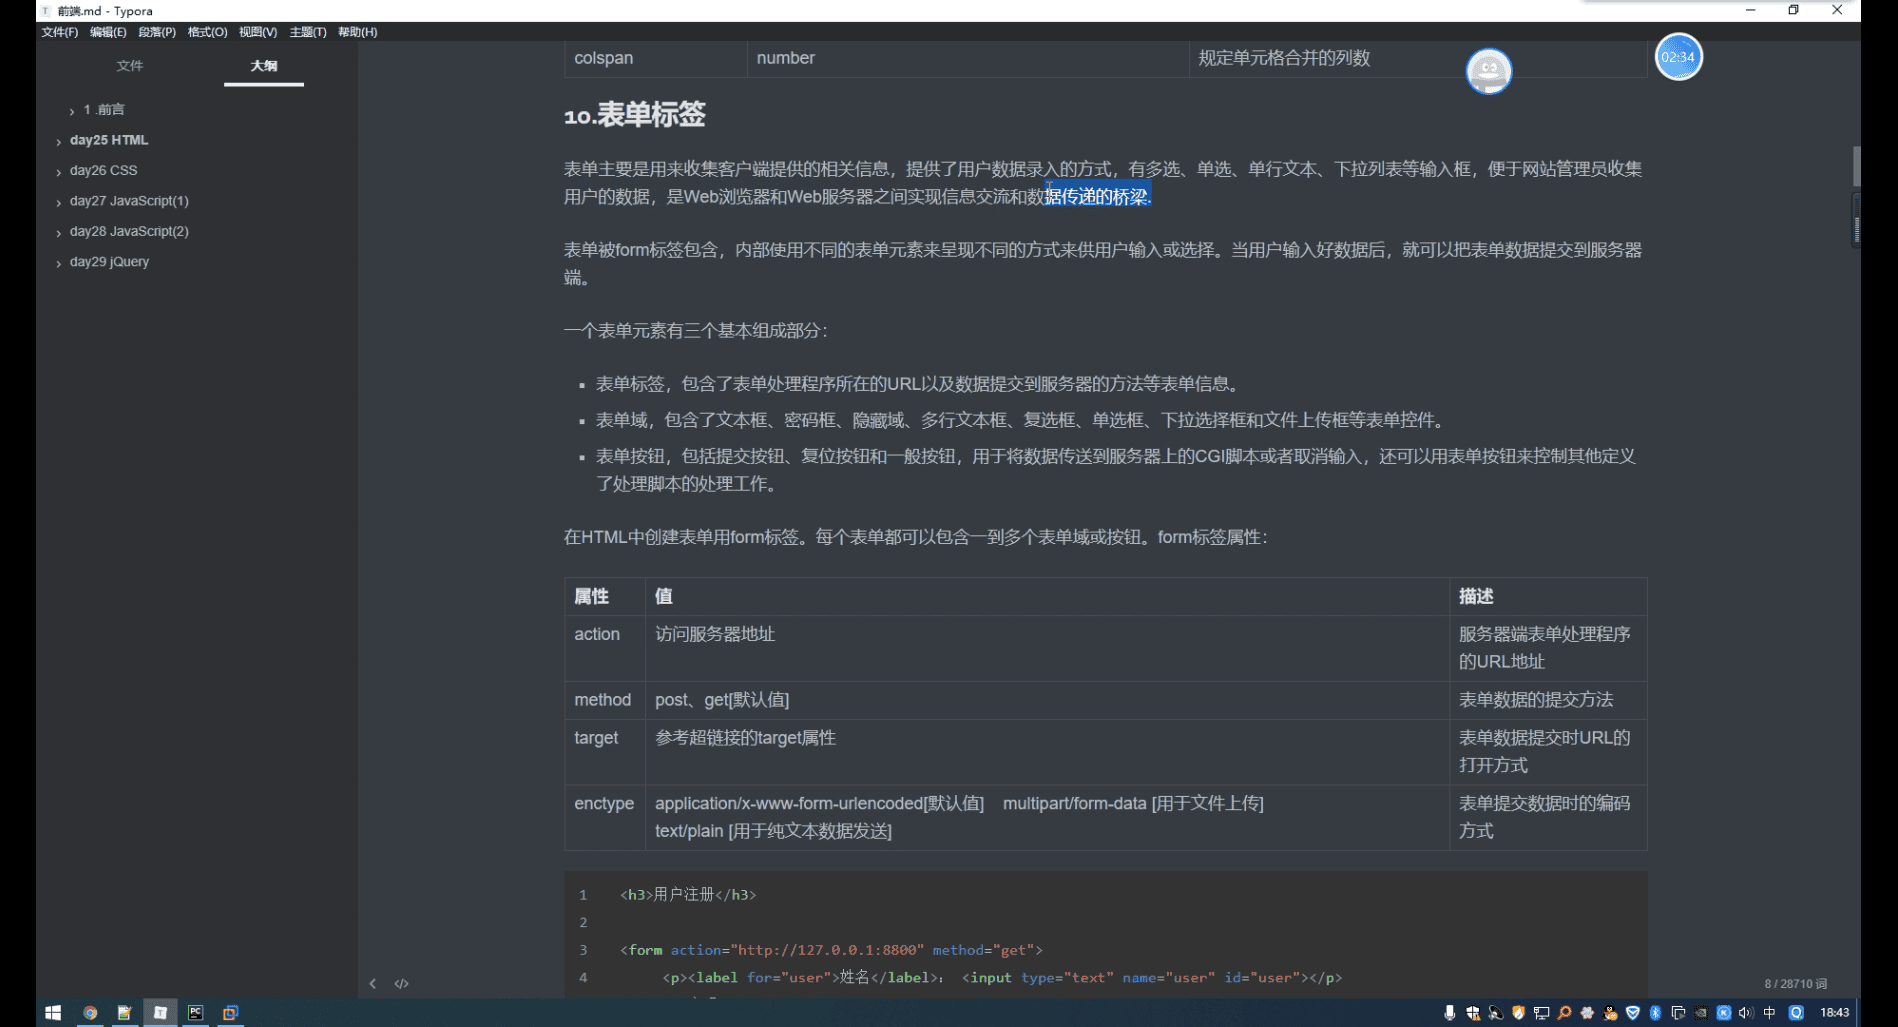 前端.md - Typora
文件(F) 编辑(E) 段落(P) 格式(O) 视图(V) 主题(T) 帮助(H)
文件 大纲
1 .前言
day25 HTML
day26 CSS
day27 JavaScript(1)
day28 JavaScript(2)
day29 jQuery
colspan number 规定单元格合并的列数
02:34
10.表单标签
表单主要是用来收集客户端提供的相关信息，提供了用户数据录入的方式，有多选、单选、单行文本、下拉列表等输入框，便于网站管理员收集
用户的数据，是Web浏览器和Web服务器之间实现信息交流和数据传递的桥梁.
表单被form标签包含，内部使用不同的表单元素来呈现不同的方式来供用户输入或选择。当用户输入好数据后，就可以把表单数据提交到服务器
端。
一个表单元素有三个基本组成部分：
表单标签，包含了表单处理程序所在的URL以及数据提交到服务器的方法等表单信息。
表单域，包含了文本框、密码框、隐藏域、多行文本框、复选框、单选框、下拉选择框和文件上传框等表单控件。
表单按钮，包括提交按钮、复位按钮和一般按钮，用于将数据传送到服务器上的CGI脚本或者取消输入，还可以用表单按钮来控制其他定义
了处理脚本的处理工作。
在HTML中创建表单用form标签。每个表单都可以包含一到多个表单域或按钮。form标签属性：
属性 值 描述
action 访问服务器地址 服务器端表单处理程序
的URL地址
method post、get[默认值] 表单数据的提交方法
target 参考超链接的target属性 表单数据提交时URL的
打开方式
enctype application/x-www-form-urlencoded[默认值] multipart/form-data [用于文件上传] 表单提交数据时的编码
text/plain [用于纯文本数据发送] 方式
1 <h3>用户注册</h3>
2
3 <form action="http://127.0.0.1:8800" method="get">
4 <p><label for="user">姓名</label>： <input type="text" name="user" id="user"></p>
8 / 28710 词
中 18:43